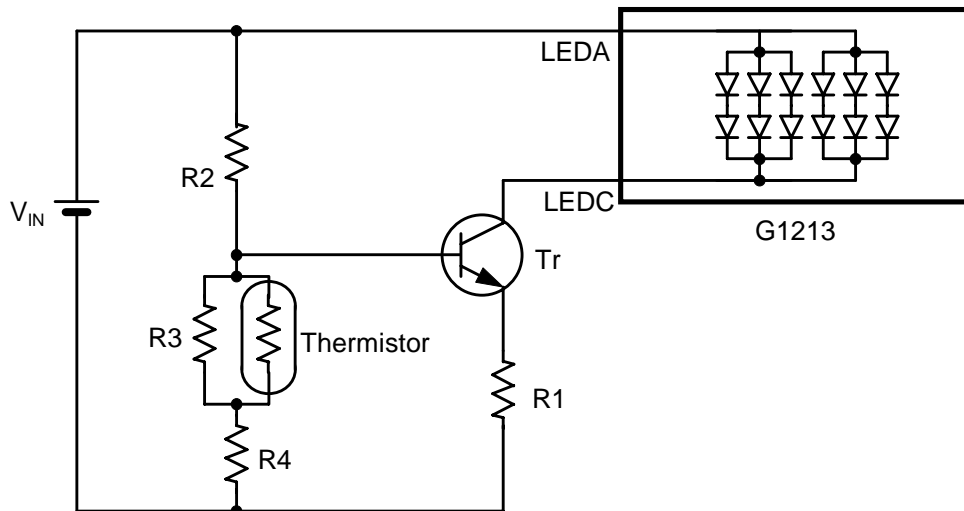 LEDA
R2
LEDC
V_IN
G1213
Tr
R3
Thermistor
R1
R4